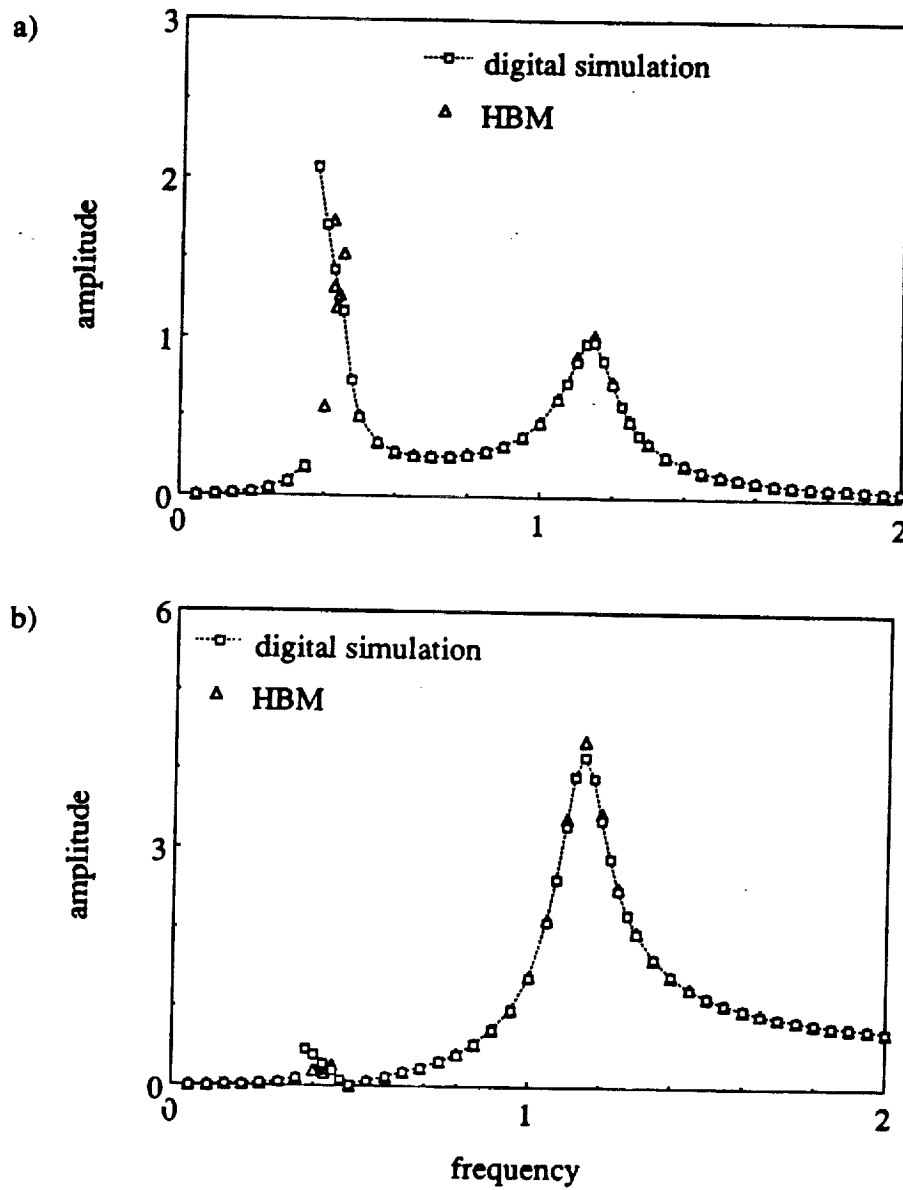 a)
3
digital simulation
HBM
2
amplitude
1
0
0
1
2
b)
6
digital simulation
HBM
amplitude
3
0
0
1
2
frequency